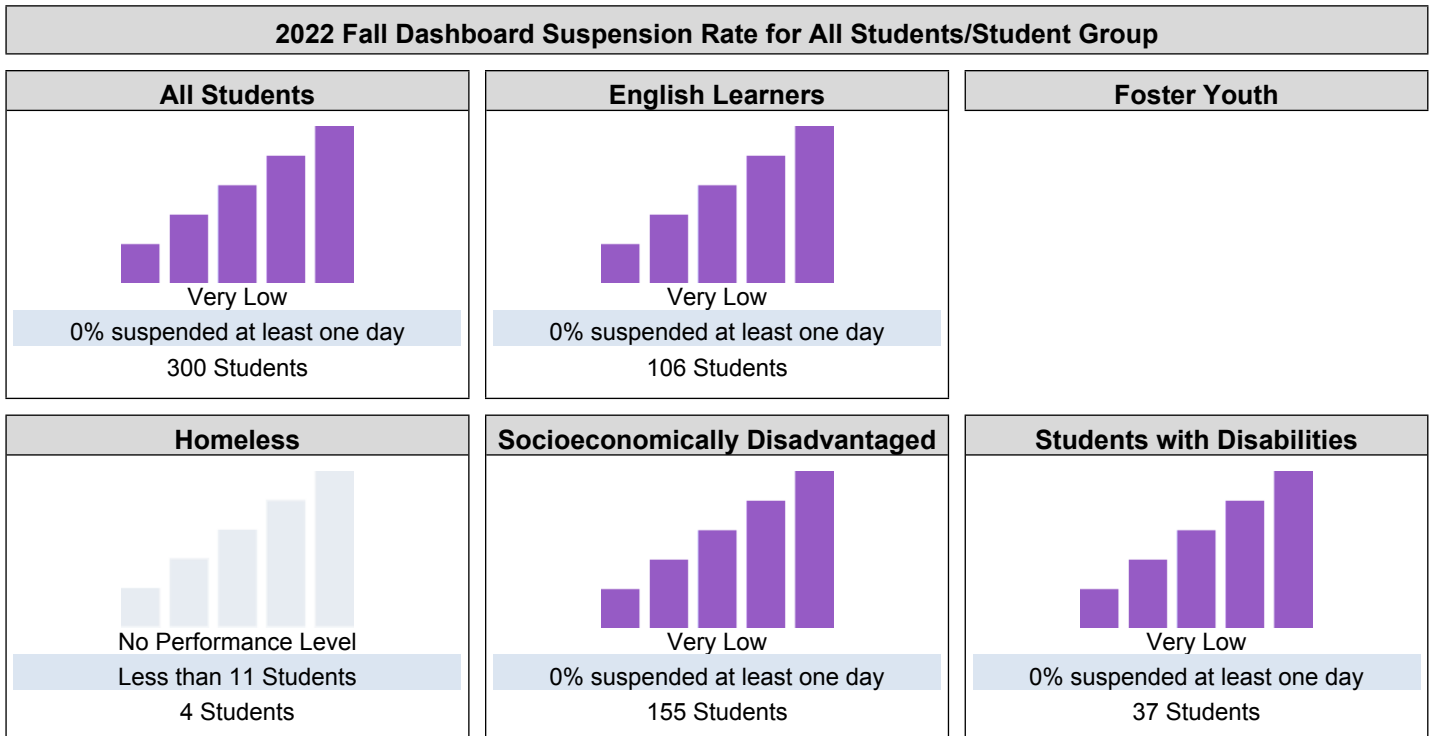 2022 Fall Dashboard Suspension Rate for All Students/Student Group
All Students
Very Low
0% suspended at least one day
300 Students
English Learners
Very Low
0% suspended at least one day
106 Students
Foster Youth
Homeless
No Performance Level
Less than 11 Students
4 Students
Socioeconomically Disadvantaged
Very Low
0% suspended at least one day
155 Students
Students with Disabilities
Very Low
0% suspended at least one day
37 Students